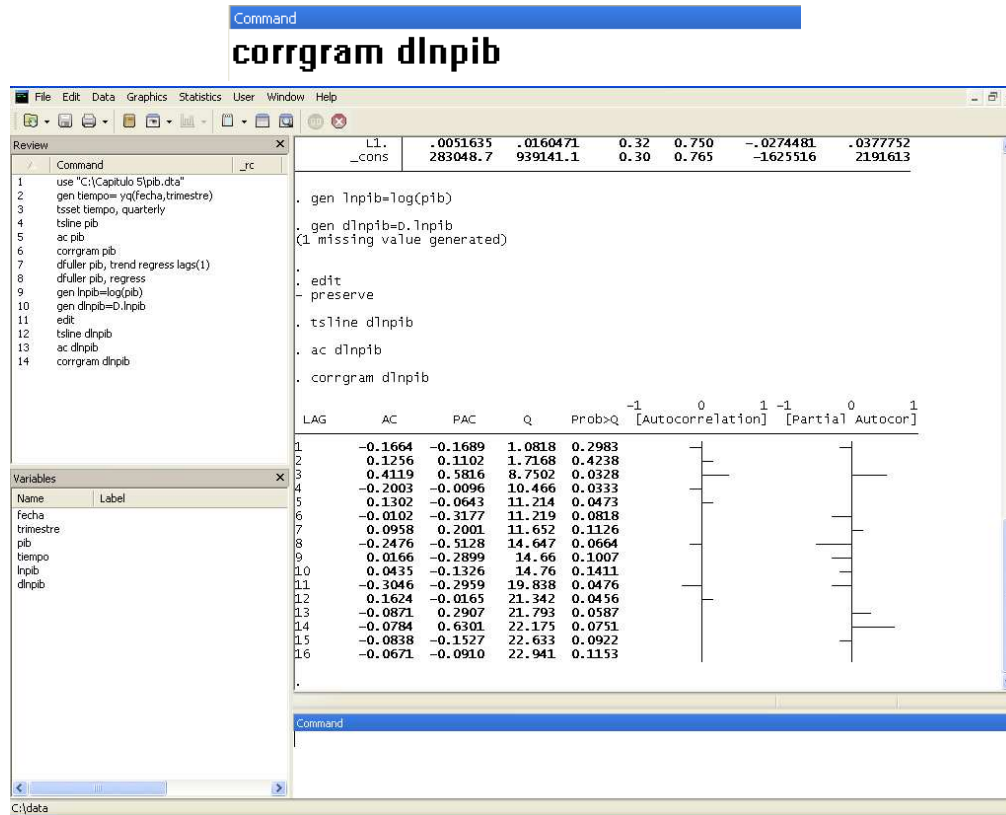 Command
corrgram dlnpib
File Edit Data Graphics Statistics User Window Help
Review
Command _rc
1 use "C:\Capitulo 5\pib.dta"
2 gen tiempo= yq(fecha,trimestre)
3 tsset tiempo, quarterly
4 tsline pib
5 ac pib
6 corrgram pib
7 dfuller pib, trend regress lags(1)
8 dfuller pib, regress
9 gen lnpib=log(pib)
10 gen dlnpib=D.lnpib
11 edit
12 tsline dlnpib
13 ac dlnpib
14 corrgram dlnpib
Variables
Name Label
fecha
trimestre
pib
tiempo
lnpib
dlnpib
L1. .0051635 .0160471 0.32 0.750 -.0274481 .0377752
_cons 283048.7 939141.1 0.30 0.765 -1625516 2191613
. gen lnpib=log(pib)
. gen dlnpib=D.lnpib
(1 missing value generated)
.
. edit
- preserve
. tsline dlnpib
. ac dlnpib
. corrgram dlnpib
-1 0 1 -1 0 1
LAG AC PAC Q Prob>Q [Autocorrelation] [Partial Autocor]
1 -0.1664 -0.1689 1.0818 0.2983
2 0.1256 0.1102 1.7168 0.4238
3 0.4119 0.5816 8.7502 0.0328
4 -0.2003 -0.0096 10.466 0.0333
5 0.1302 -0.0643 11.214 0.0473
6 -0.0102 -0.3177 11.219 0.0818
7 0.0958 0.2001 11.652 0.1126
8 -0.2476 -0.5128 14.647 0.0664
9 0.0166 -0.2899 14.66 0.1007
10 0.0435 -0.1326 14.76 0.1411
11 -0.3046 -0.2959 19.838 0.0476
12 0.1624 -0.0165 21.342 0.0456
13 -0.0871 0.2907 21.793 0.0587
14 -0.0784 0.6301 22.175 0.0751
15 -0.0838 -0.1527 22.633 0.0922
16 -0.0671 -0.0910 22.941 0.1153
.
Command
C:\data